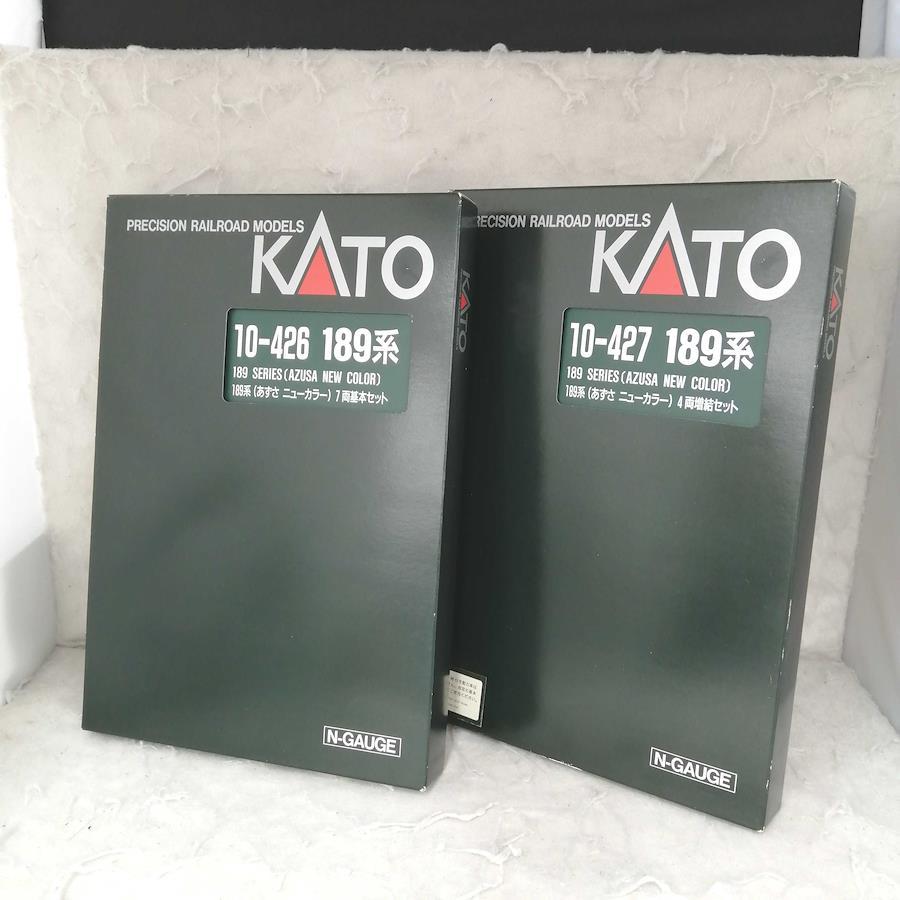 PRECISION RAILROAD MODELS
KATO
10-426 189系
189 SERIES(AZUSA NEW COLOR)
189系(あずさ ニューカラー)7両基本セット
N-GAUGE
KATO
RECISION RAILROAD MODELS
KATO
10-427 189系
189 SERIES(AZUSA NEW COLOR)
189系(あずさ ニューカラー)4両増結セット
N-GAUGE
KATO